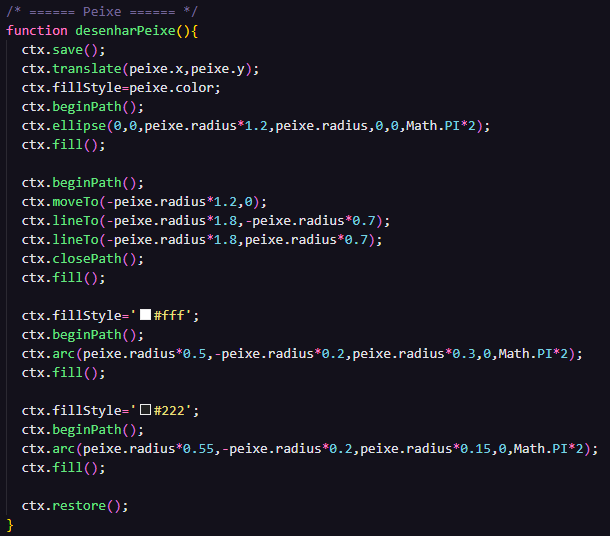 /* ====== Peixe ====== */
function desenharPeixe(){
  ctx.save();
  ctx.translate(peixe.x,peixe.y);
  ctx.fillStyle=peixe.color;
  ctx.beginPath();
  ctx.ellipse(0,0,peixe.radius*1.2,peixe.radius,0,0,Math.PI*2);
  ctx.fill();

  ctx.beginPath();
  ctx.moveTo(-peixe.radius*1.2,0);
  ctx.lineTo(-peixe.radius*1.8,-peixe.radius*0.7);
  ctx.lineTo(-peixe.radius*1.8,peixe.radius*0.7);
  ctx.closePath();
  ctx.fill();

  ctx.fillStyle='#fff';
  ctx.beginPath();
  ctx.arc(peixe.radius*0.5,-peixe.radius*0.2,peixe.radius*0.3,0,Math.PI*2);
  ctx.fill();

  ctx.fillStyle='#222';
  ctx.beginPath();
  ctx.arc(peixe.radius*0.55,-peixe.radius*0.2,peixe.radius*0.15,0,Math.PI*2);
  ctx.fill();

  ctx.restore();
}